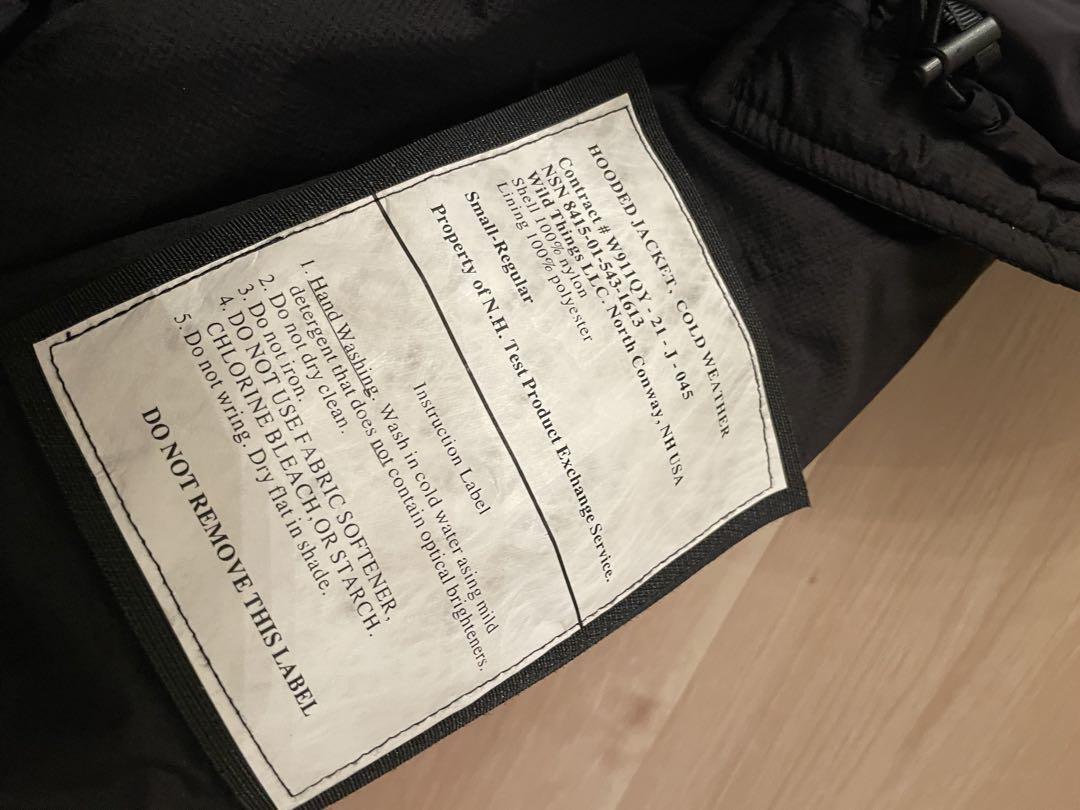 HOODED JACKET, COLD WEATHER
Contract # W911QY - 21 - J - 045
NSN 8415-01-543-1613
Wild Things LLC. North Conway, NH USA
Shell 100% nylon
Lining 100% polyester
Small-Regular
Property of N.H. Test Product Exchange Service.
Instruction Label
1. Hand Washing. Wash in cold water asing mild
detergent that does not contain optical brighteners.
2. Do not dry clean.
3. Do not iron.
4. DO NOT USE FABRIC SOFTENER,
CHLORINE BLEACH, OR STARCH.
5. Do not wring. Dry flat in shade.
DO NOT REMOVE THIS LABEL